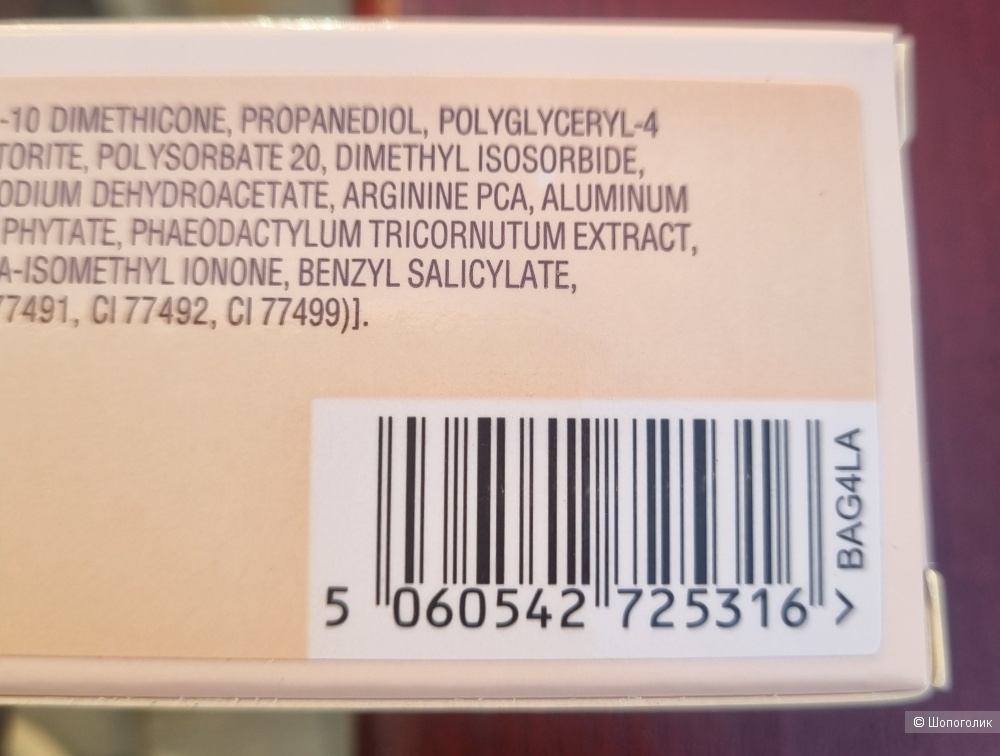 -10 DIMETHICONE, PROPANEDIOL, POLYGLYCERYL-4
TORITE, POLYSORBATE 20, DIMETHYL ISOSORBIDE,
ODIUM DEHYDROACETATE, ARGININE PCA, ALUMINUM
PHYTATE, PHAEODACTYLUM TRICORNUTUM EXTRACT,
A-ISOMETHYL IONONE, BENZYL SALICYLATE,
77491, CI 77492, CI 77499)].
BAG4LA
5 060542 725316 >
© Шопоголик